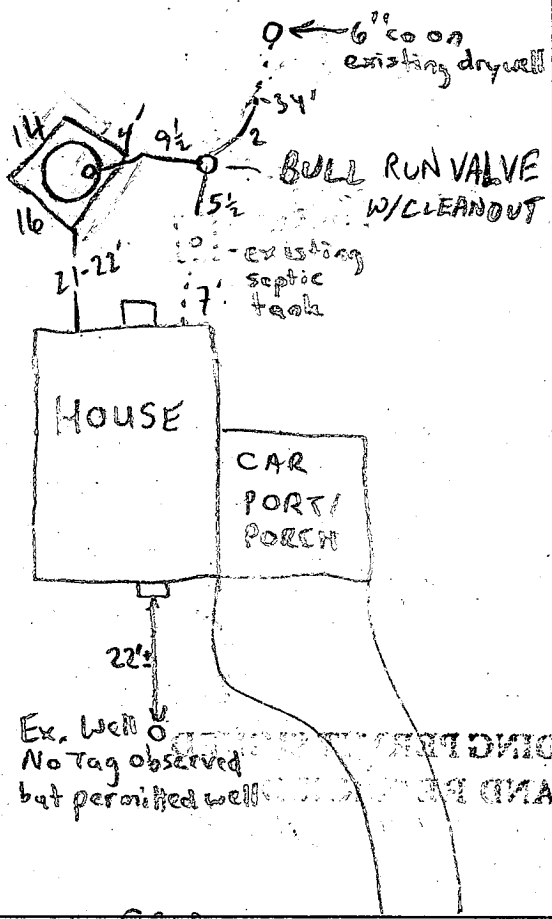 6" co on
existing drywell
34'
14
4'
9½
2
BULL RUN VALVE
W/CLEANOUT
16
5½
existing
septic
tank
21-22'
7'
HOUSE
CAR
PORT/
PORCH
22'±
Ex. Well
No Tag observed
but permitted well